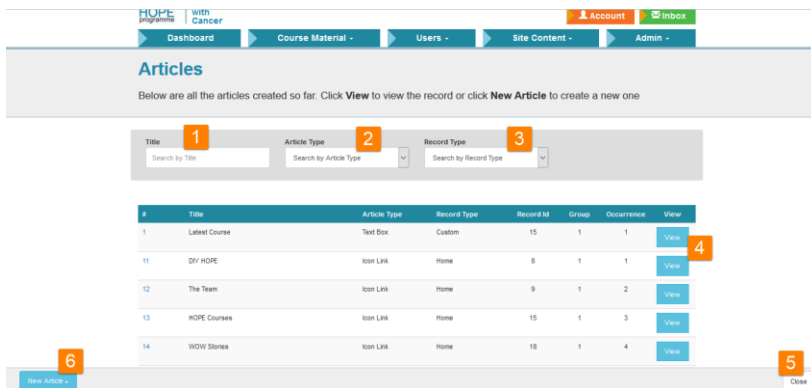 HOPE with
programme Cancer
Account Inbox
Dashboard Course Material Users Site Content Admin
Articles
Below are all the articles created so far. Click View to view the record or click New Article to create a new one
1 2 3
Title Article Type Record Type
Search by Title Search by Article Type Search by Record Type
# Title Article Type Record Type Record Id Group Occurrence View
1 Latest Course Text Box Custom 15 1 1 View
4
11 DIY HOPE Icon Link Home 8 1 1 View
12 The Team Icon Link Home 9 1 2 View
13 HOPE Courses Icon Link Home 15 1 3 View
14 WOW Stories Icon Link Home 18 1 4 View
6 5
New Article Close